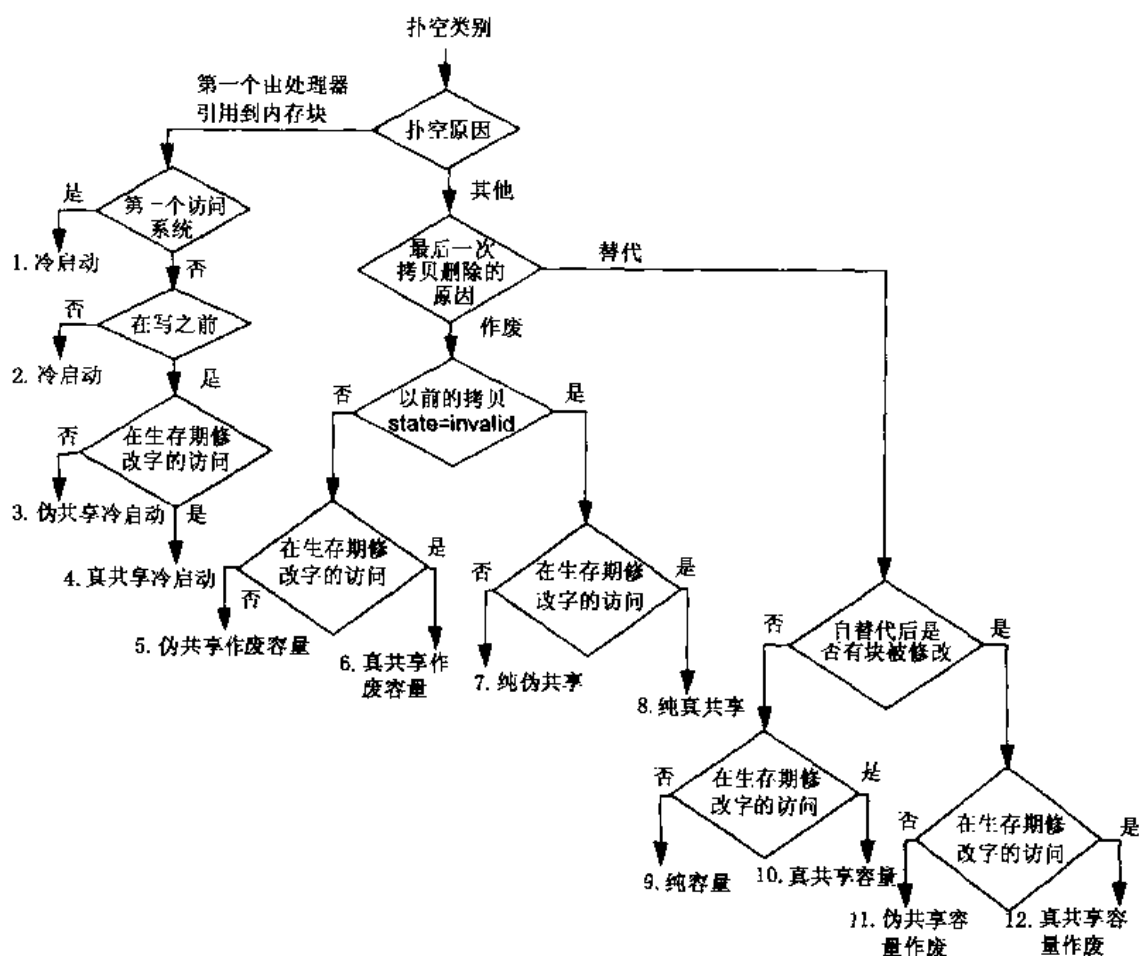 扑空类别
第一个由处理器
引用到内存块
扑空原因
其他
是
第一个访问
系统
1. 冷启动
否
最后一次
拷贝删除的
原因
替代
否
在写之前
作废
2. 冷启动
是
否
以前的拷贝
state=invalid
是
否
在生存期修
改字的访问
3. 伪共享冷启动
是
4. 真共享冷启动
在生存期修
改字的访问
是
否
5. 伪共享作废容量
6. 真共享作
废容量
否
在生存期修
改字的访问
是
7. 纯伪共享
8. 纯真共享
否
自替代后是
否有块被修改
是
否
在生存期修
改字的访问
是
9. 纯容量
10. 真共享容量
否
在生存期修
改字的访问
是
11. 伪共享容
量作废
12. 真共享容
量作废